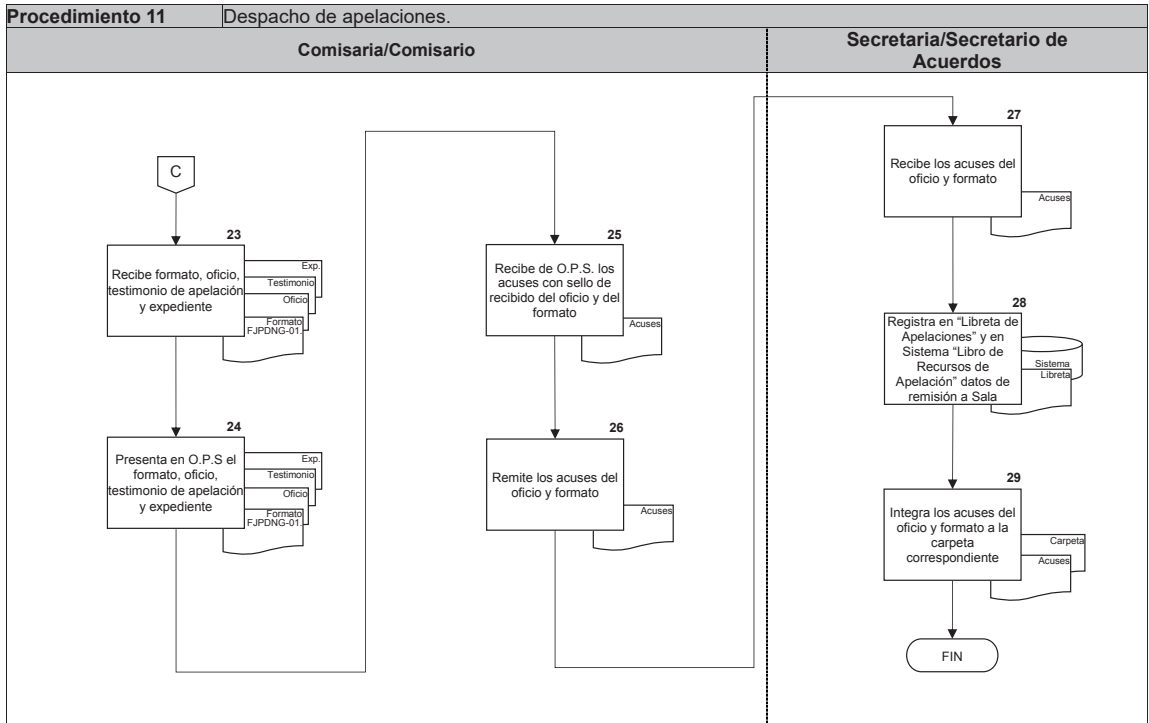 Procedimiento 11 Despacho de apelaciones.
Comisaria/Comisario
Secretaria/Secretario de
Acuerdos
C
23
Recibe formato, oficio,
testimonio de apelación
y expediente
Exp.
Testimonio
Oficio
Formato
FJPDNG-01.
24
Presenta en O.P.S el
formato, oficio,
testimonio de apelación
y expediente
Exp.
Testimonio
Oficio
Formato
FJPDNG-01.
25
Recibe de O.P.S. los
acuses con sello de
recibido del oficio y del
formato
Acuses
26
Remite los acuses del
oficio y formato
Acuses
27
Recibe los acuses del
oficio y formato
Acuses
28
Registra en “Libreta de
Apelaciones” y en
Sistema “Libro de
Recursos de
Apelación” datos de
remisión a Sala
Sistema
Libreta
29
Integra los acuses del
oficio y formato a la
carpeta
correspondiente
Carpeta
Acuses
FIN